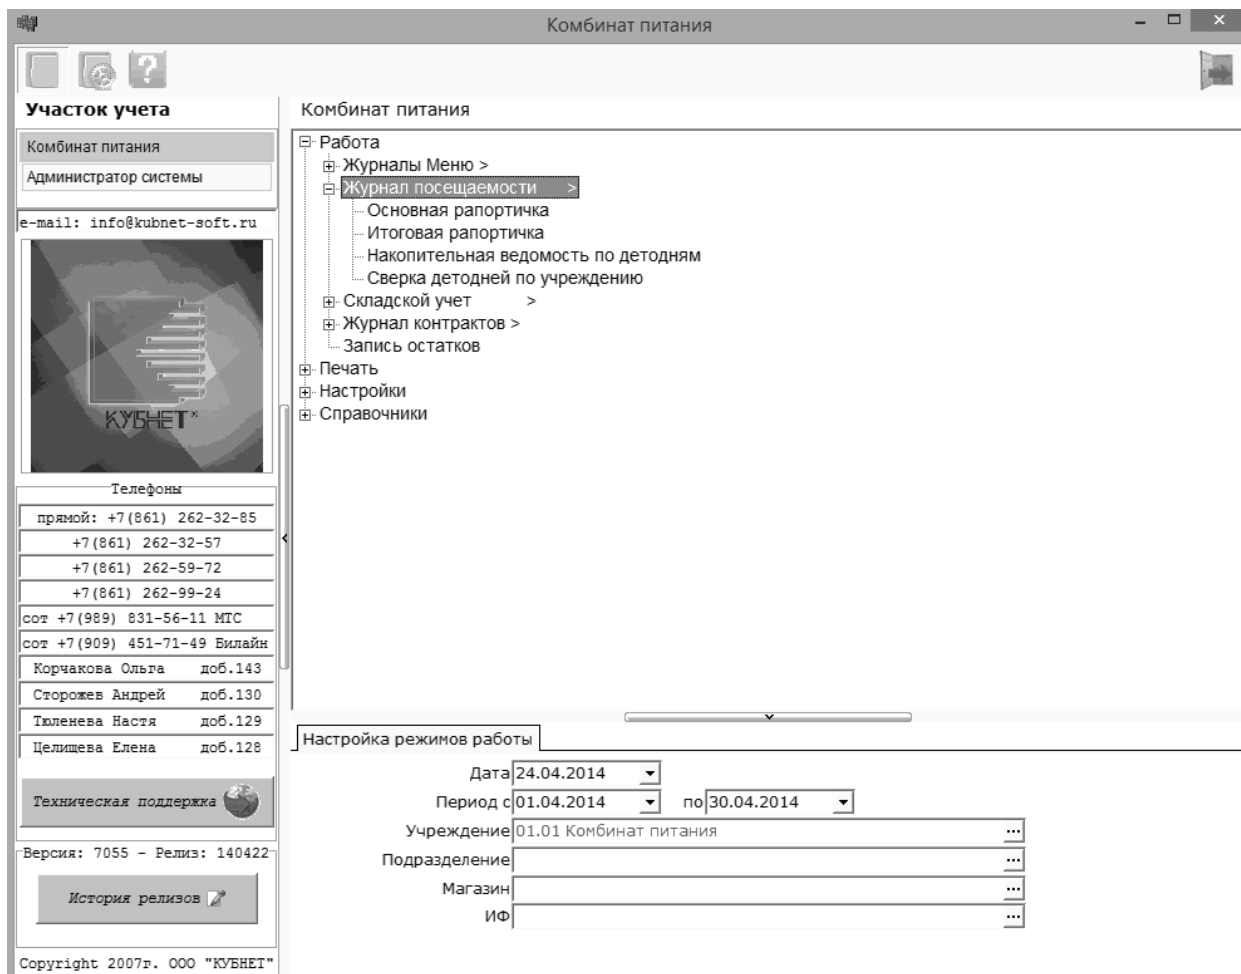 Комбинат питания
Участок учета
Комбинат питания
Администратор системы
e-mail: info@kubnet-soft.ru
КУБНЕТ
Телефоны
прямой: +7(861) 262-32-85
+7(861) 262-32-57
+7(861) 262-59-72
+7(861) 262-99-24
сот +7(989) 831-56-11 МТС
сот +7(909) 451-71-49 Билайн
Корчакова Ольга доб.143
Сторожев Андрей доб.130
Тюленева Настя доб.129
Целищева Елена доб.128
Техническая поддержка
Версия: 7055 - Релиз: 140422
История релизов
Copyright 2007г. ООО "КУБНЕТ"
Комбинат питания
Работа
Журналы Меню >
Журнал посещаемости >
Основная рапортичка
Итоговая рапортичка
Накопительная ведомость по детодням
Сверка детодней по учреждению
Складской учет >
Журнал контрактов >
Запись остатков
Печать
Настройки
Справочники
Настройка режимов работы
Дата 24.04.2014
Период с 01.04.2014 по 30.04.2014
Учреждение 01.01 Комбинат питания ...
Подразделение ...
Магазин ...
ИФ ...